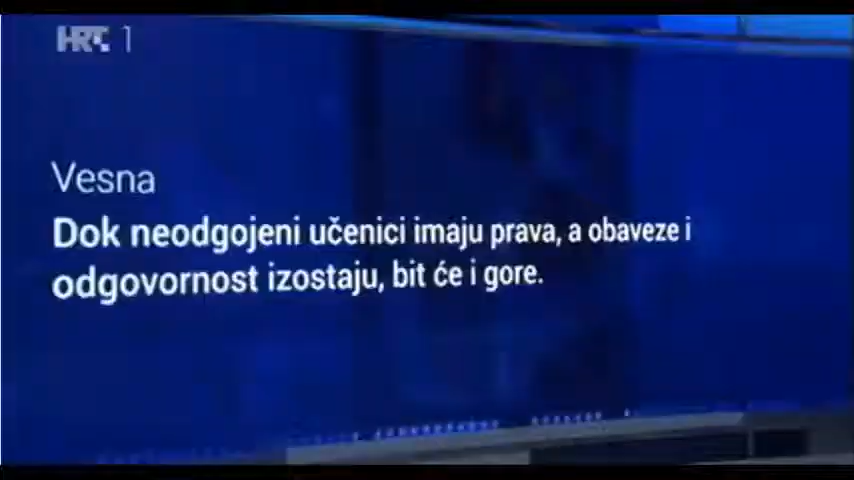 HRT 1
Vesna
Dok neodgojeni učenici imaju prava, a obaveze i
odgovornost izostaju, bit će i gore.